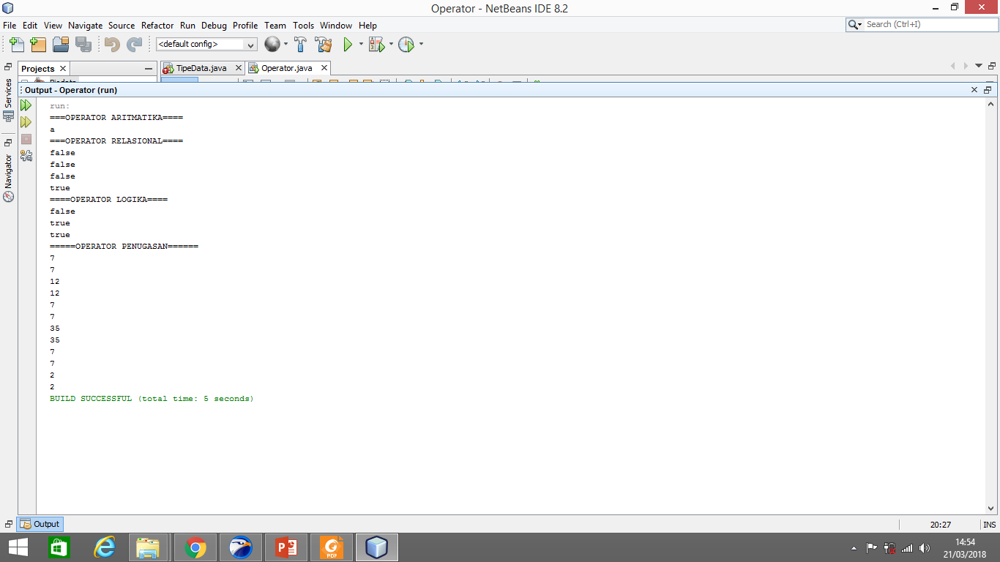 Operator - NetBeans IDE 8.2
File Edit View Navigate Source Refactor Run Debug Profile Team Tools Window Help
Search (Ctrl+I)
<default config>
Projects
TipeData.java
Operator.java
Services
Navigator
Output - Operator (run)
run:
===OPERATOR ARITMATIKA====
a
===OPERATOR RELASIONAL====
false
false
false
true
====OPERATOR LOGIKA====
false
true
true
=====OPERATOR PENUGASAN======
7
7
12
12
7
7
35
35
7
7
2
2
BUILD SUCCESSFUL (total time: 5 seconds)
Output
20:27
INS
PDF
14:54
21/03/2018